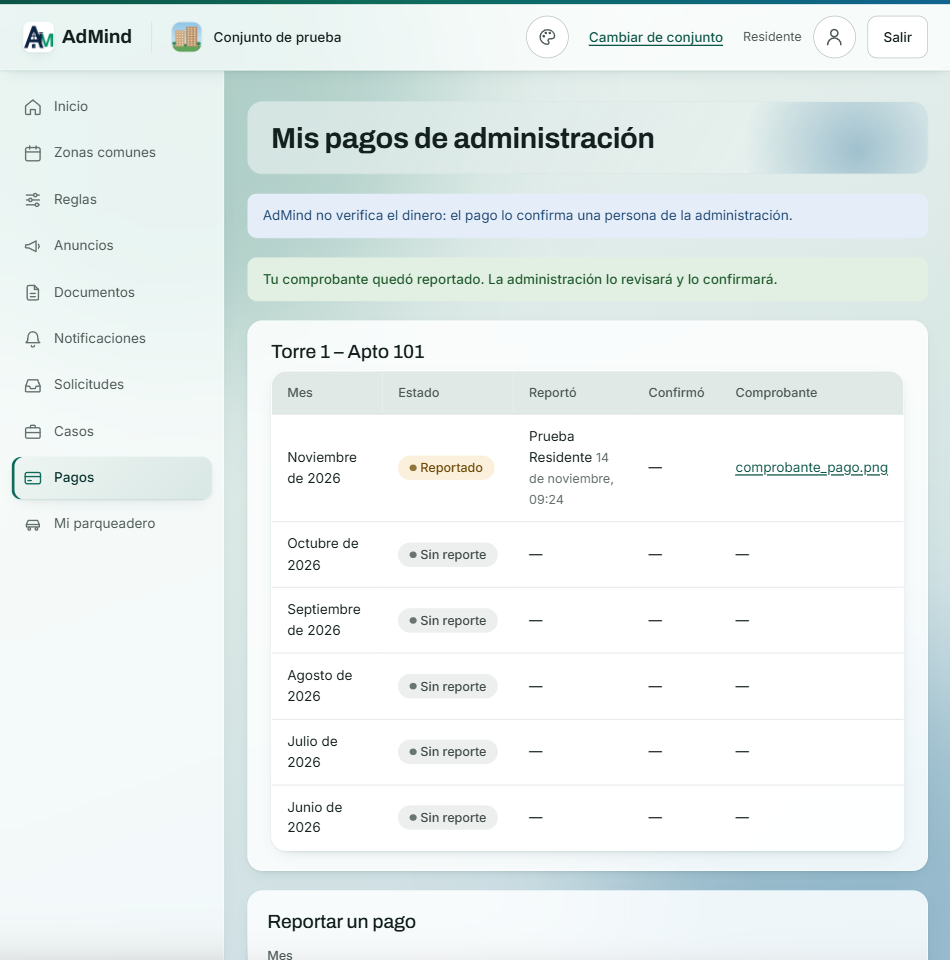 AM AdMind
Conjunto de prueba
Cambiar de conjunto
Residente
Salir
Inicio
Zonas comunes
Reglas
Anuncios
Documentos
Notificaciones
Solicitudes
Casos
Pagos
Mi parqueadero
Mis pagos de administración
AdMind no verifica el dinero: el pago lo confirma una persona de la administración.
Tu comprobante quedó reportado. La administración lo revisará y lo confirmará.
Torre 1 – Apto 101
Mes Estado Reportó Confirmó Comprobante
Noviembre
de 2026
Reportado
Prueba
Residente 14
de noviembre,
09:24
—
comprobante_pago.png
Octubre de
2026
Sin reporte — — —
Septiembre
de 2026
Sin reporte — — —
Agosto de
2026
Sin reporte — — —
Julio de
2026
Sin reporte — — —
Junio de
2026
Sin reporte — — —
Reportar un pago
Mes